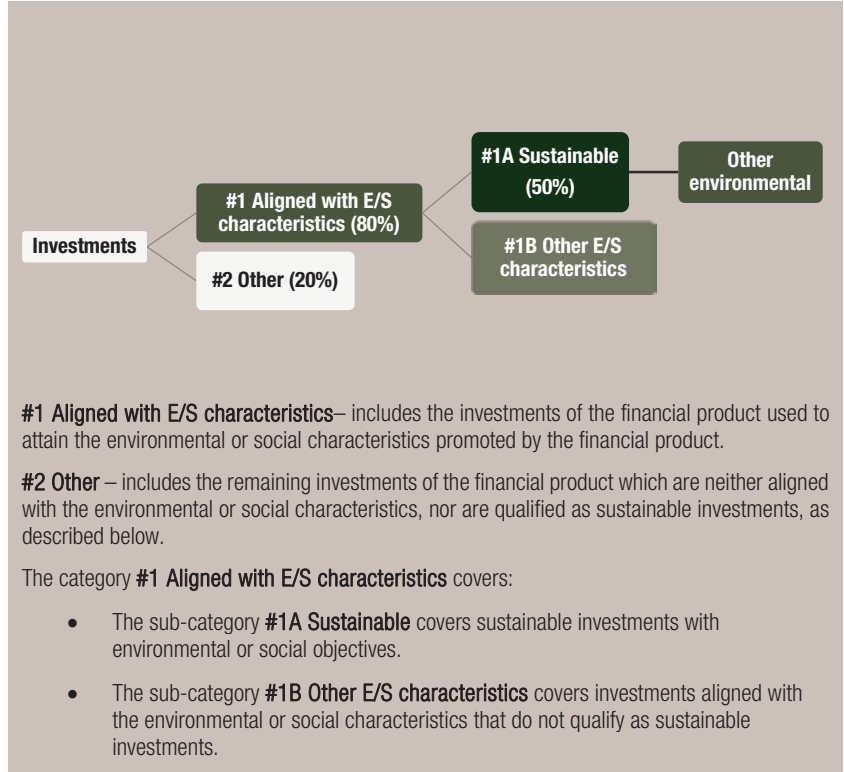 #1A Sustainable
(50%)
Other
environmental
#1 Aligned with E/S
characteristics (80%)
Investments
#1B Other E/S
characteristics
#2 Other (20%)
#1 Aligned with E/S characteristics– includes the investments of the financial product used to
attain the environmental or social characteristics promoted by the financial product.
#2 Other – includes the remaining investments of the financial product which are neither aligned
with the environmental or social characteristics, nor are qualified as sustainable investments, as
described below.
The category #1 Aligned with E/S characteristics covers:
• The sub-category #1A Sustainable covers sustainable investments with
environmental or social objectives.
• The sub-category #1B Other E/S characteristics covers investments aligned with
the environmental or social characteristics that do not qualify as sustainable
investments.